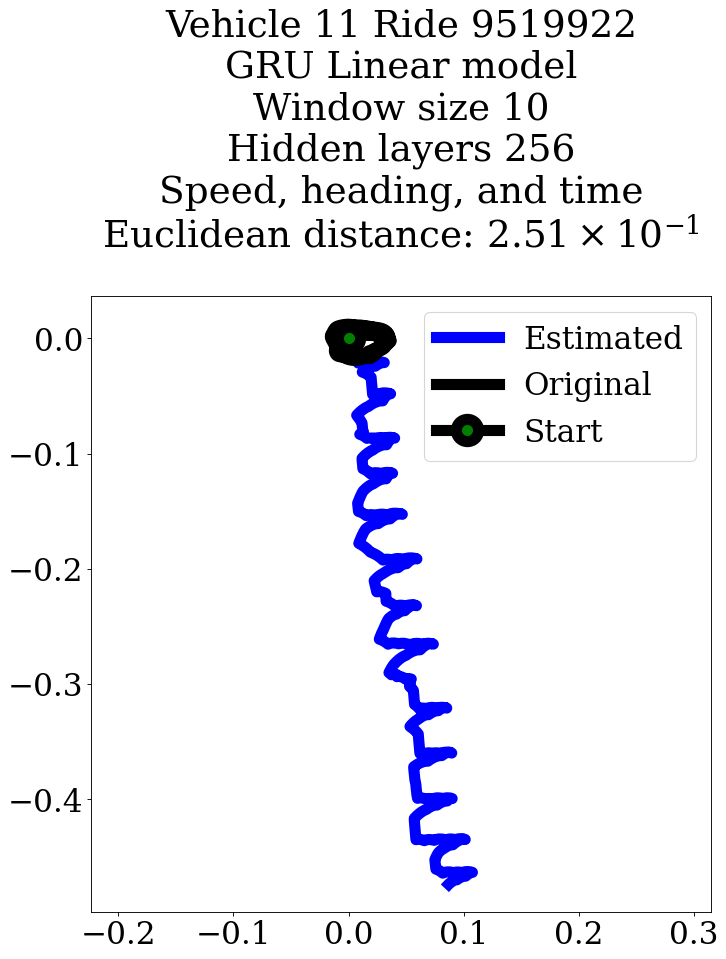 Vehicle 11 Ride 9519922
GRU Linear model
Window size 10
Hidden layers 256
Speed, heading, and time
Euclidean distance: 2.51 × 10⁻¹
Estimated
Original
Start
0.0
−0.1
−0.2
−0.3
−0.4
−0.2 −0.1 0.0 0.1 0.2 0.3